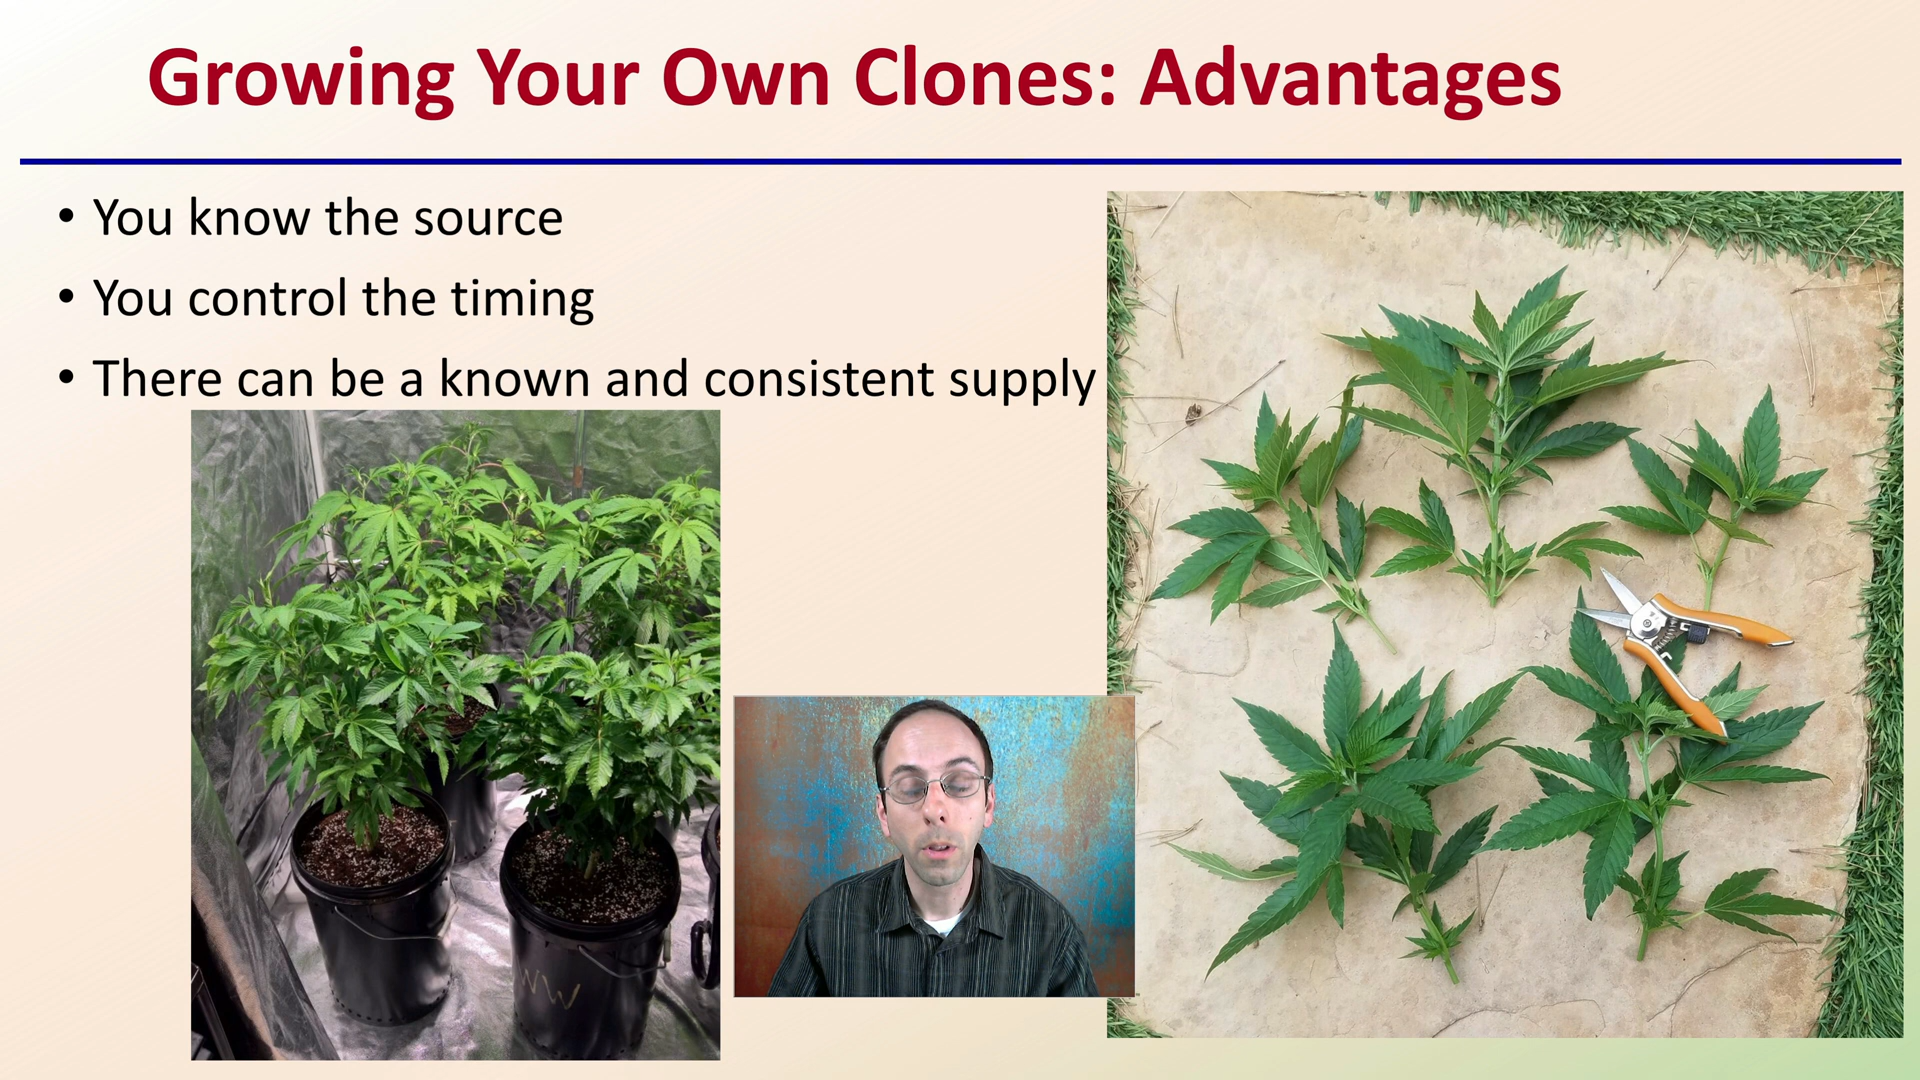 Growing Your Own Clones: Advantages
• You know the source
• You control the timing
• There can be a known and consistent supply
WW